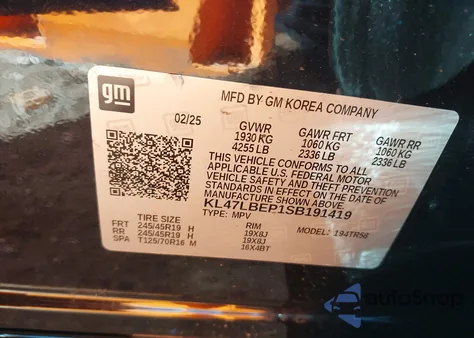 gm
MFD BY GM KOREA COMPANY
02/25
GVWR GAWR FRT GAWR RR
1930 KG 1060 KG 1060 KG
4255 LB 2336 LB 2336 LB
THIS VEHICLE CONFORMS TO ALL
APPLICABLE U.S. FEDERAL MOTOR
VEHICLE SAFETY AND THEFT PREVENTION
STANDARDS IN EFFECT ON THE DATE OF
MANUFACTURE SHOWN ABOVE.
KL47LBEP1SB191419
TYPE: MPV MODEL: 194TR58
TIRE SIZE RIM
FRT 245/45R19 H 19X8J
RR 245/45R19 H 19X8J
SPA T125/70R16 M 16X4BT
autoSnap